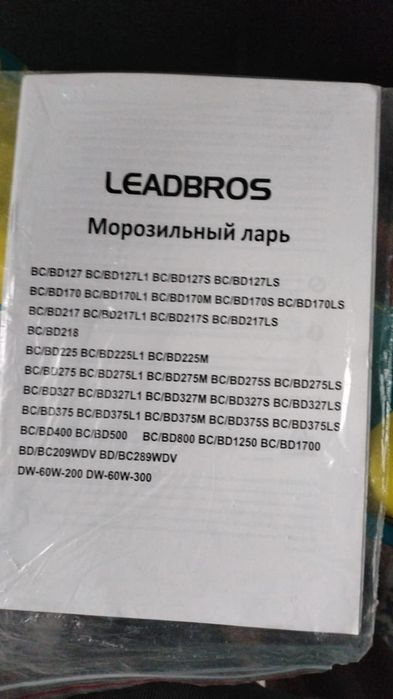 LEADBROS
Морозильный ларь
BC/BD127 BC/BD127L1 BC/BD127S BC/BD127LS
BC/BD170 BC/BD170L1 BC/BD170M BC/BD170S BC/BD170LS
BC/BD217 BC/BD217L1 BC/BD217S BC/BD217LS
BC/BD218
BC/BD225 BC/BD225L1 BC/BD225M
BC/BD275 BC/BD275L1 BC/BD275M BC/BD275S BC/BD275LS
BC/BD327 BC/BD327L1 BC/BD327M BC/BD327S BC/BD327LS
BC/BD375 BC/BD375L1 BC/BD375M BC/BD375S BC/BD375LS
BC/BD400 BC/BD500 BC/BD800 BC/BD1250 BC/BD1700
BD/BC209WDV BD/BC289WDV
DW-60W-200 DW-60W-300